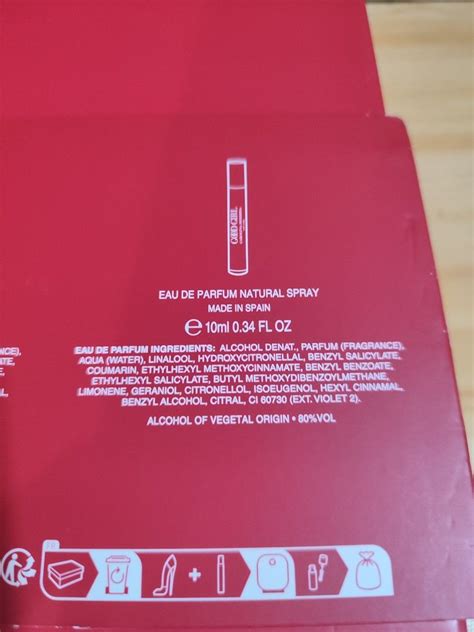 GOOD GIRL
EAU DE PARFUM NATURAL SPRAY
MADE IN SPAIN
℮ 10ml 0.34 FL OZ
EAU DE PARFUM INGREDIENTS: ALCOHOL DENAT., PARFUM (FRAGRANCE),
AQUA (WATER), LINALOOL, HYDROXYCITRONELLAL, BENZYL SALICYLATE,
COUMARIN, ETHYLHEXYL METHOXYCINNAMATE, BENZYL BENZOATE,
ETHYLHEXYL SALICYLATE, BUTYL METHOXYDIBENZOYLMETHANE,
LIMONENE, GERANIOL, CITRONELLOL, ISOEUGENOL, HEXYL CINNAMAL,
BENZYL ALCOHOL, CITRAL, CI 60730 (EXT. VIOLET 2).
ALCOHOL OF VEGETAL ORIGIN • 80%VOL